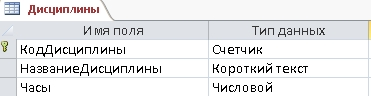 Дисциплины
Имя поля Тип данных
КодДисциплины Счетчик
НазваниеДисциплины Короткий текст
Часы Числовой